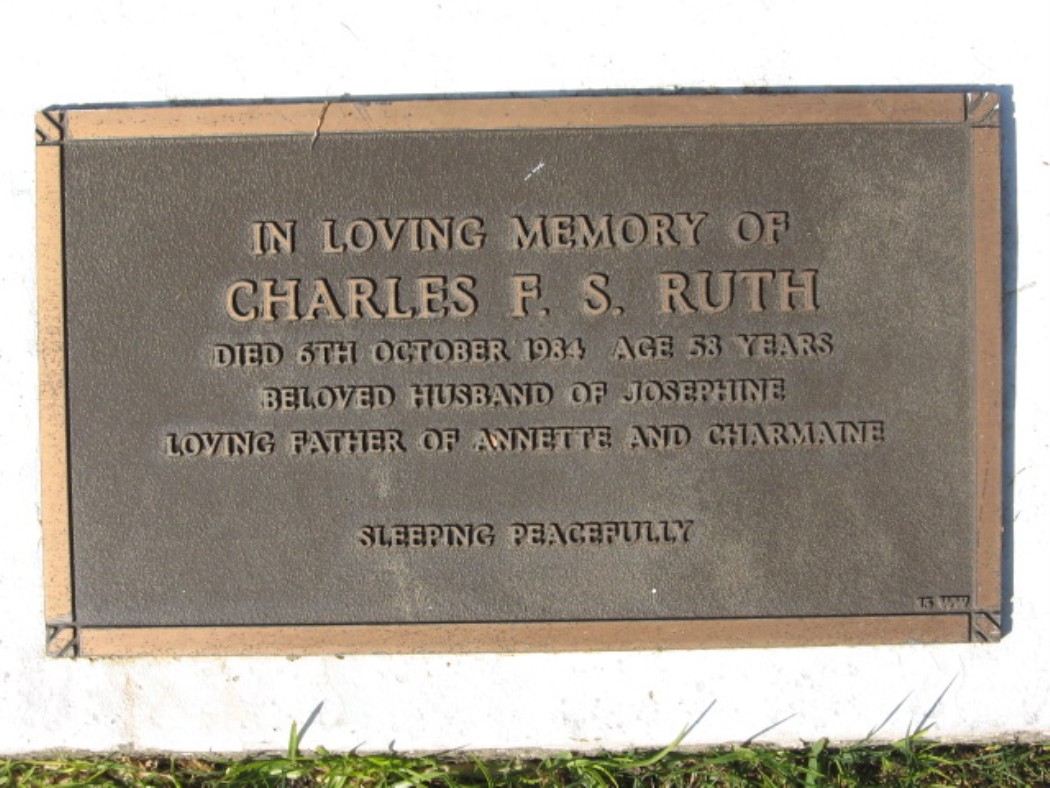 IN LOVING MEMORY OF
CHARLES F. S. RUTH
DIED 6TH OCTOBER 1984 AGE 58 YEARS
BELOVED HUSBAND OF JOSEPHINE
LOVING FATHER OF ANNETTE AND CHARMAINE
SLEEPING PEACEFULLY